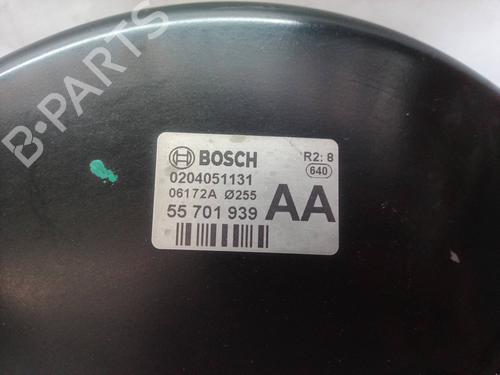 B-PARTS
BOSCH
R2: 8
640
0204051131
06172A Ø255
55 701 939
AA